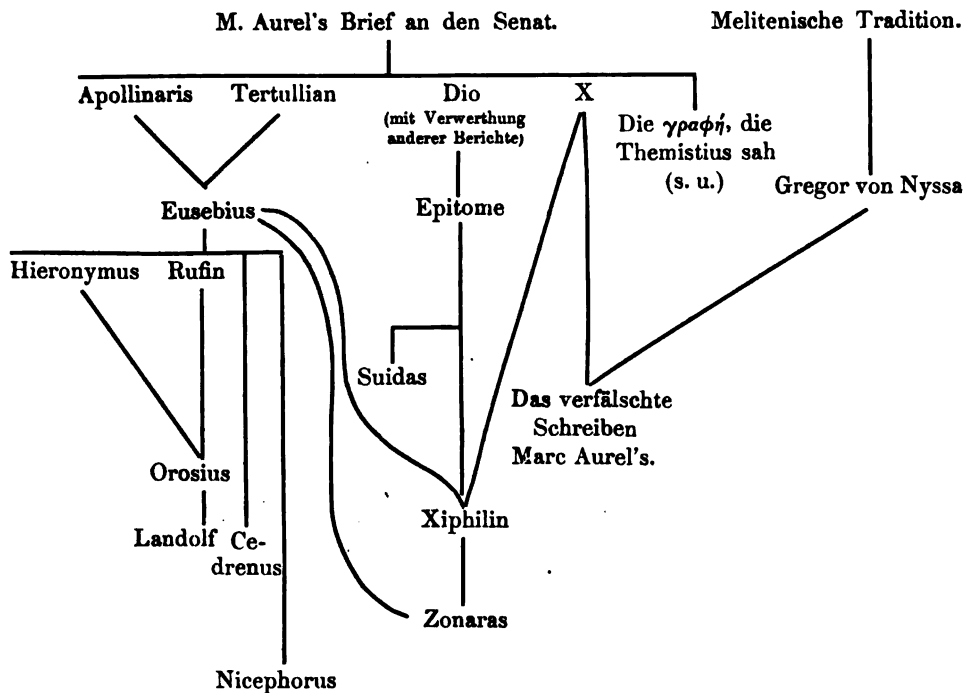 M. Aurel's Brief an den Senat.
Melitenische Tradition.
Apollinaris
Tertullian
Dio
(mit Verwerthung
anderer Berichte)
X
Die γραφή, die
Themistius sah
(s. u.)
Gregor von Nyssa
Eusebius
Epitome
Hieronymus
Rufin
Suidas
Das verfälschte
Schreiben
Marc Aurel's.
Orosius
Xiphilin
Landolf
Ce-
drenus
Zonaras
Nicephorus